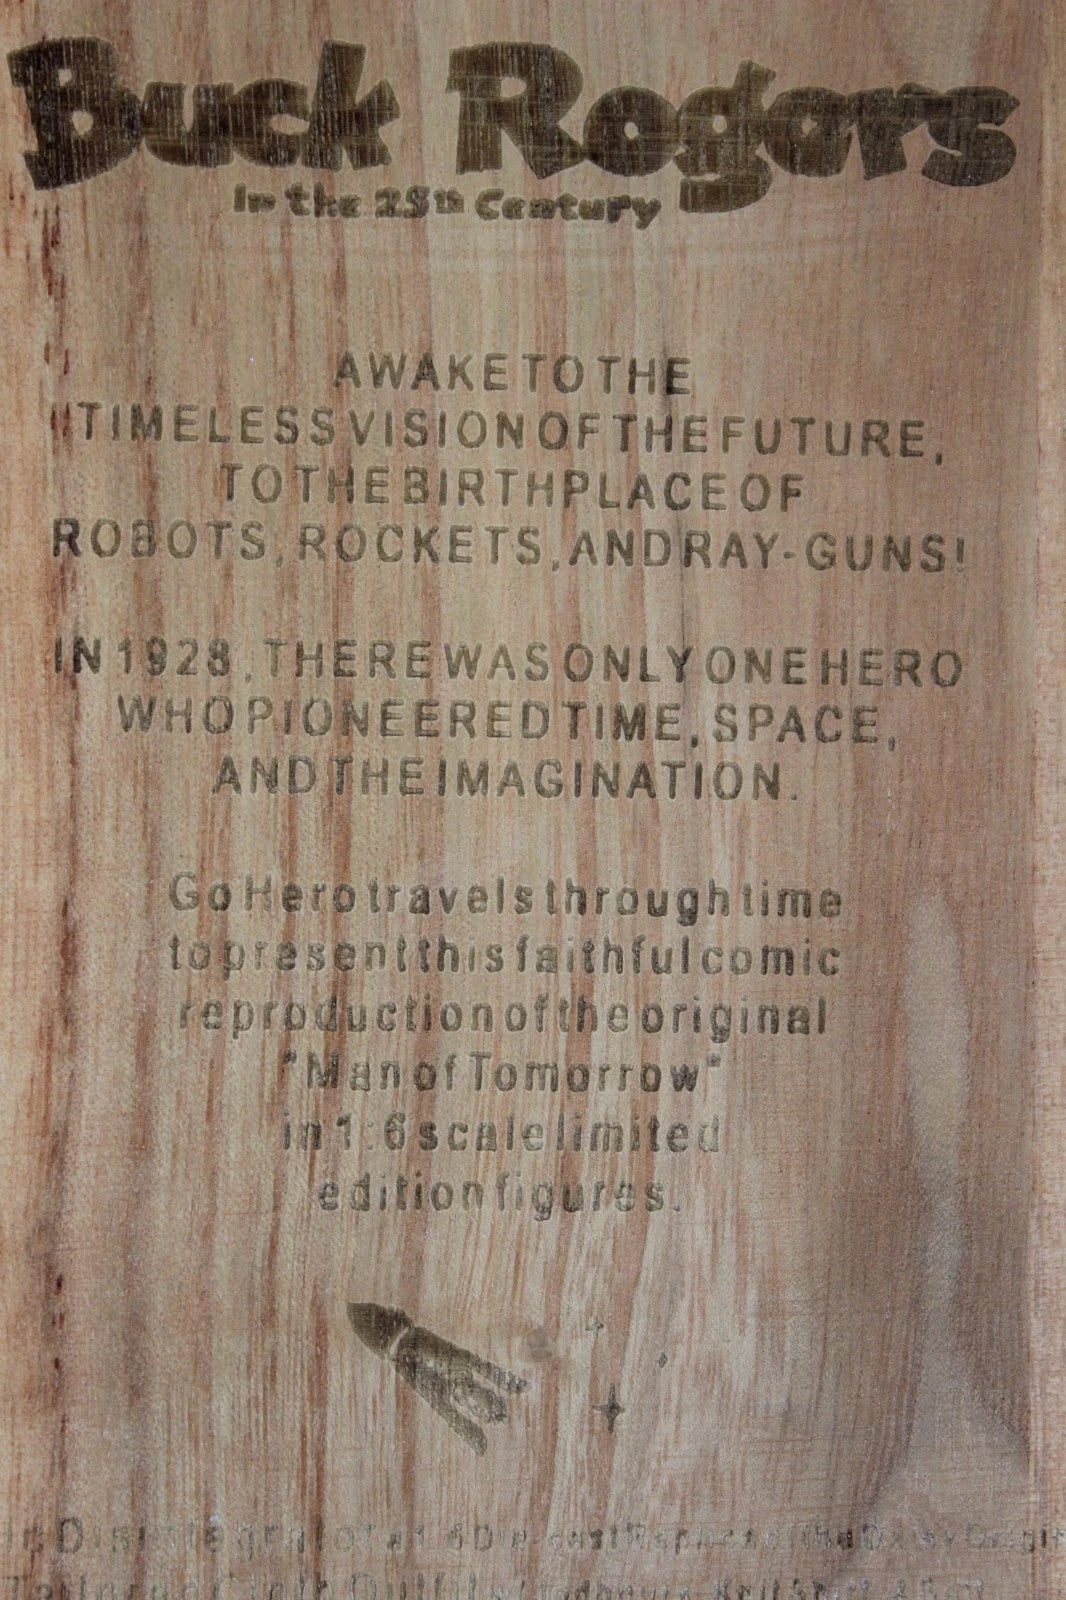 Buck Rogers
In the 25th Century
AWAKE TO THE
TIMELESS VISION OF THE FUTURE,
TO THE BIRTHPLACE OF
ROBOTS, ROCKETS, AND RAY-GUNS!
IN 1928, THERE WAS ONLY ONE HERO
WHO PIONEERED TIME, SPACE,
AND THE IMAGINATION.
Go Hero travels through time
to present this faithful comic
reproduction of the original
"Man of Tomorrow"
in 1:6 scale limited
edition figures.